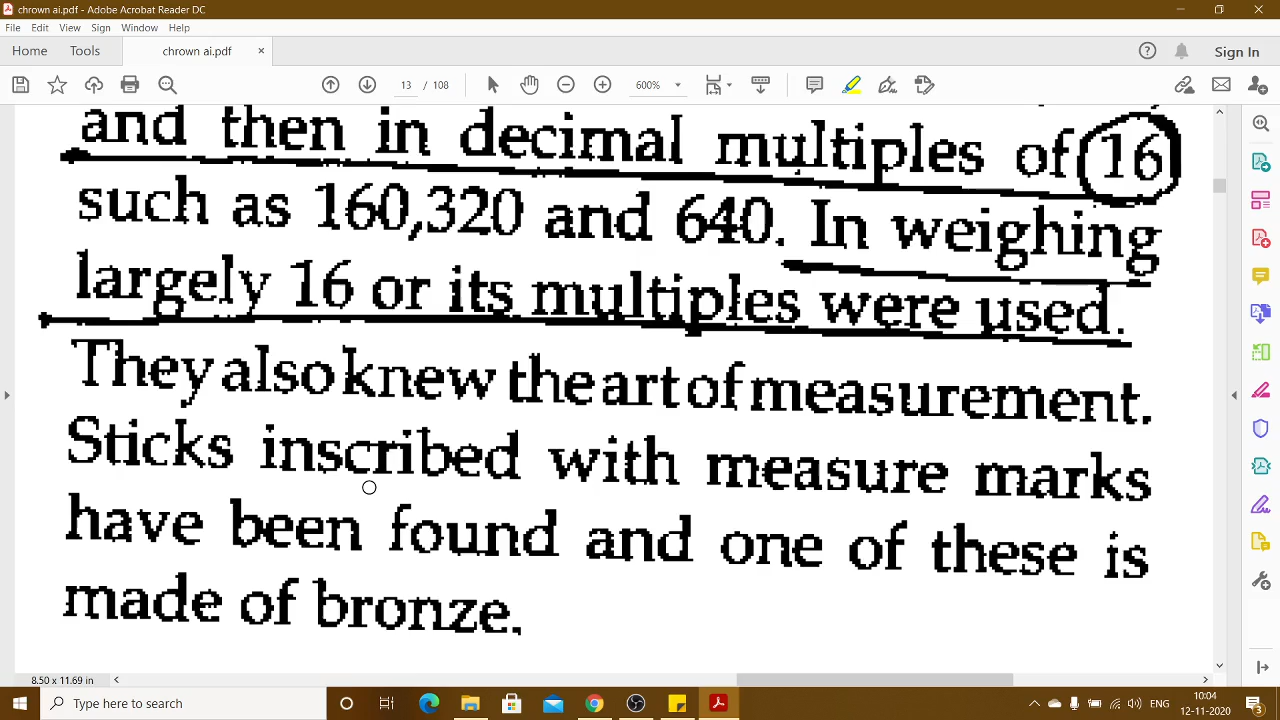 chrown ai.pdf - Adobe Acrobat Reader DC
File Edit View Sign Window Help
Home Tools chrown ai.pdf × Sign In
13 / 108 600%
and then in decimal multiples of 16
such as 160,320 and 640. In weighing
largely 16 or its multiples were used.
They also knew the art of measurement.
Sticks inscribed with measure marks
have been found and one of these is
made of bronze.
8.50 x 11.69 in
Type here to search ENG 10:04
12-11-2020 3